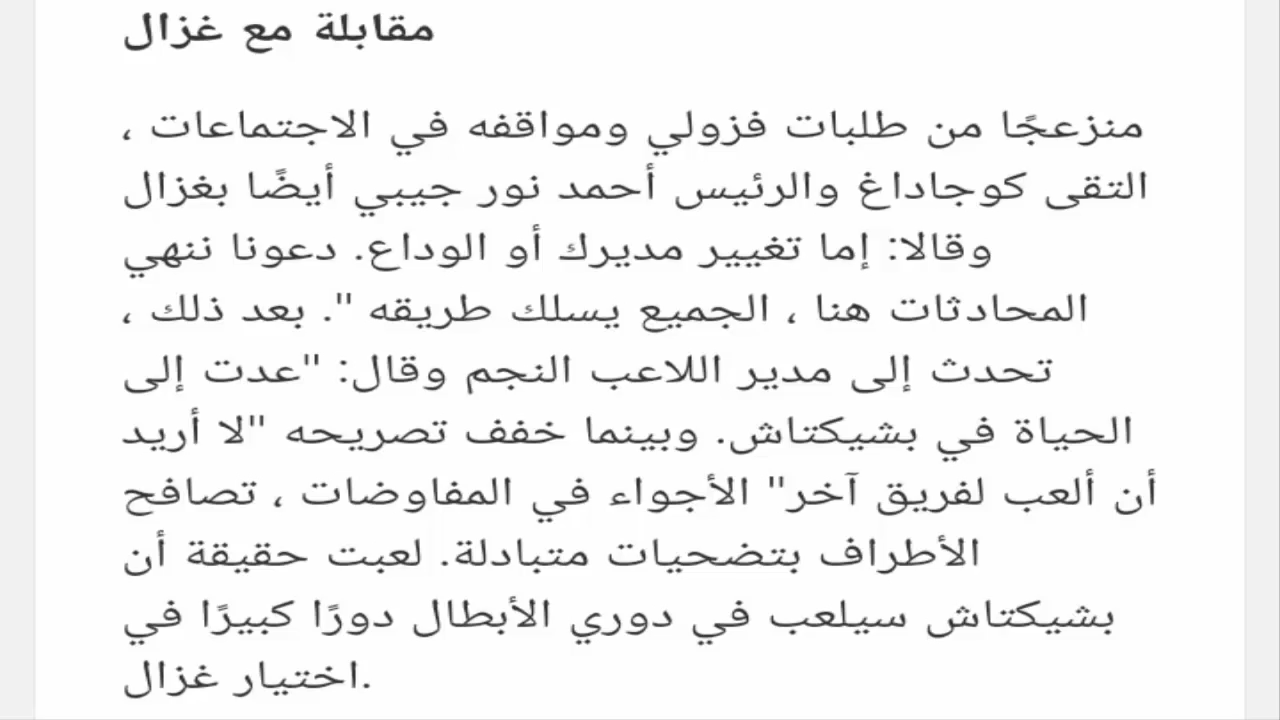 مقابلة مع غزال
منزعجًا من طلبات فزولي ومواقفه في الاجتماعات ،
التقى كوجاداغ والرئيس أحمد نور جيبي أيضًا بغزال
وقالا: إما تغيير مديرك أو الوداع. دعونا ننهي
المحادثات هنا ، الجميع يسلك طريقه ". بعد ذلك ،
تحدث إلى مدير اللاعب النجم وقال: "عدت إلى
الحياة في بشيكتاش. وبينما خفف تصريحه "لا أريد
أن ألعب لفريق آخر" الأجواء في المفاوضات ، تصافح
الأطراف بتضحيات متبادلة. لعبت حقيقة أن
بشيكتاش سيلعب في دوري الأبطال دورًا كبيرًا في
اختيار غزال.